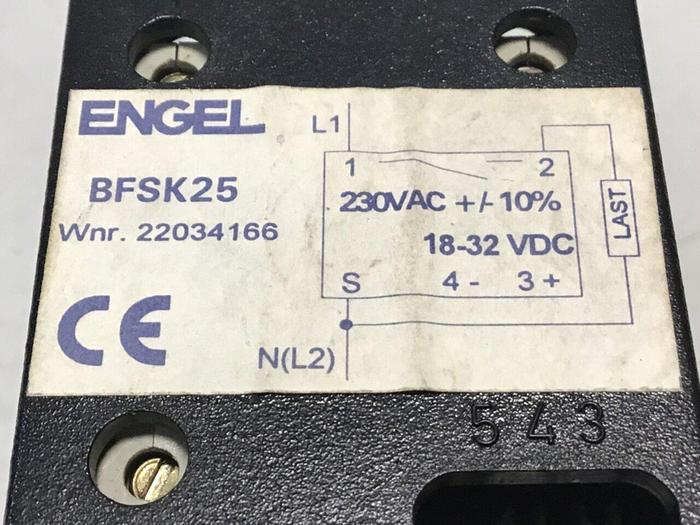 ENGEL
BFSK25
Wnr. 22034166
CE
L1
1 2
230VAC +/- 10%
18-32 VDC
S 4 - 3 +
LAST
N(L2)
543